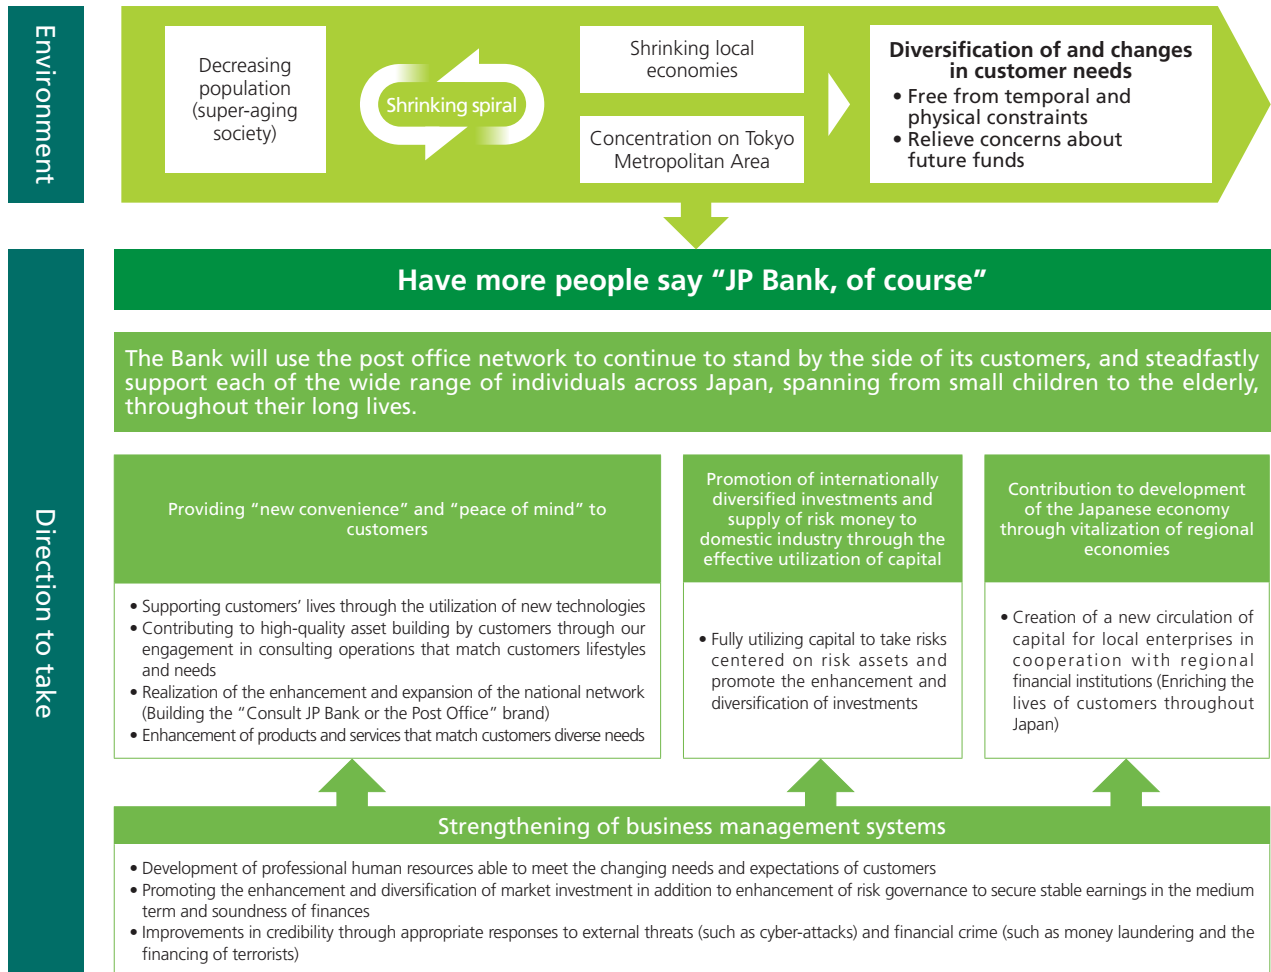 Environment
Decreasing
population
(super-aging
society)
Shrinking spiral
Shrinking local
economies
Concentration on Tokyo
Metropolitan Area
Diversification of and changes
in customer needs
• Free from temporal and
physical constraints
• Relieve concerns about
future funds
Direction to take
Have more people say “JP Bank, of course”
The Bank will use the post office network to continue to stand by the side of its customers, and steadfastly
support each of the wide range of individuals across Japan, spanning from small children to the elderly,
throughout their long lives.
Providing “new convenience” and “peace of mind” to
customers
• Supporting customers’ lives through the utilization of new technologies
• Contributing to high-quality asset building by customers through our
engagement in consulting operations that match customers lifestyles
and needs
• Realization of the enhancement and expansion of the national network
(Building the “Consult JP Bank or the Post Office” brand)
• Enhancement of products and services that match customers diverse needs
Promotion of internationally
diversified investments and
supply of risk money to
domestic industry through the
effective utilization of capital
• Fully utilizing capital to take risks
centered on risk assets and
promote the enhancement and
diversification of investments
Contribution to development
of the Japanese economy
through vitalization of regional
economies
• Creation of a new circulation of
capital for local enterprises in
cooperation with regional
financial institutions (Enriching the
lives of customers throughout
Japan)
Strengthening of business management systems
• Development of professional human resources able to meet the changing needs and expectations of customers
• Promoting the enhancement and diversification of market investment in addition to enhancement of risk governance to secure stable earnings in the medium
term and soundness of finances
• Improvements in credibility through appropriate responses to external threats (such as cyber-attacks) and financial crime (such as money laundering and the
financing of terrorists)